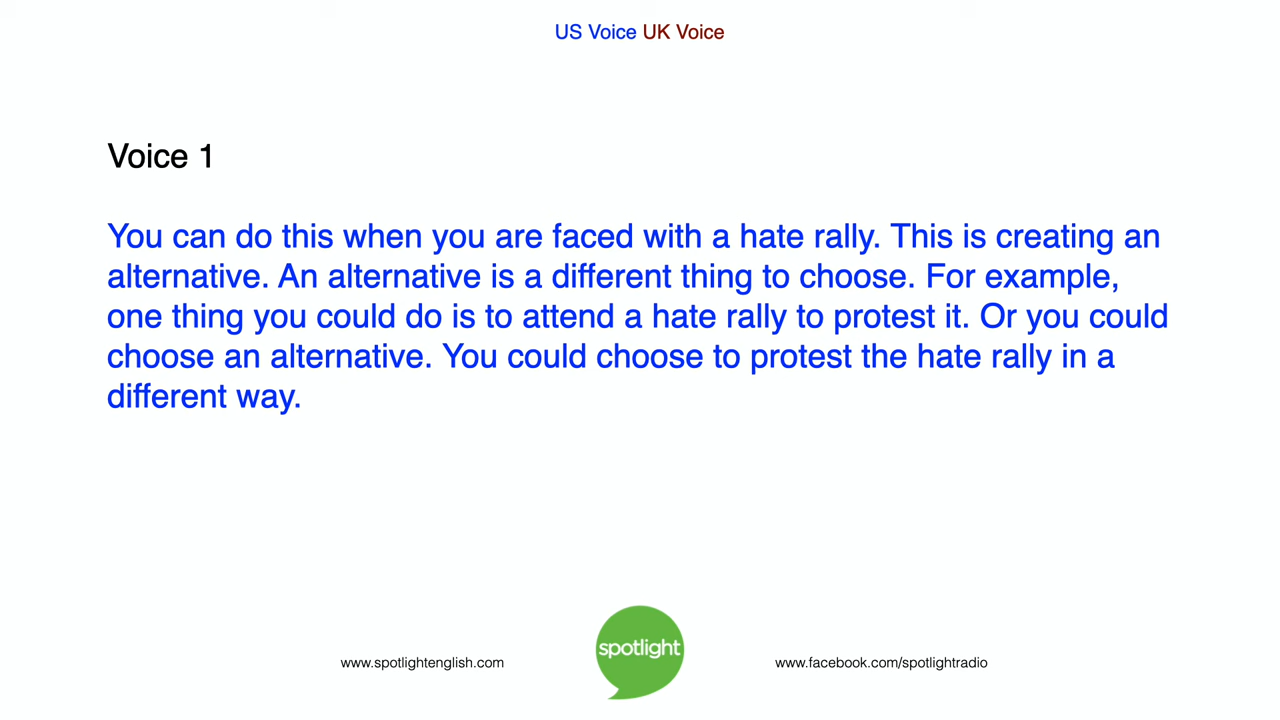 US Voice UK Voice
Voice 1
You can do this when you are faced with a hate rally. This is creating an
alternative. An alternative is a different thing to choose. For example,
one thing you could do is to attend a hate rally to protest it. Or you could
choose an alternative. You could choose to protest the hate rally in a
different way.
www.spotlightenglish.com
spotlight
www.facebook.com/spotlightradio